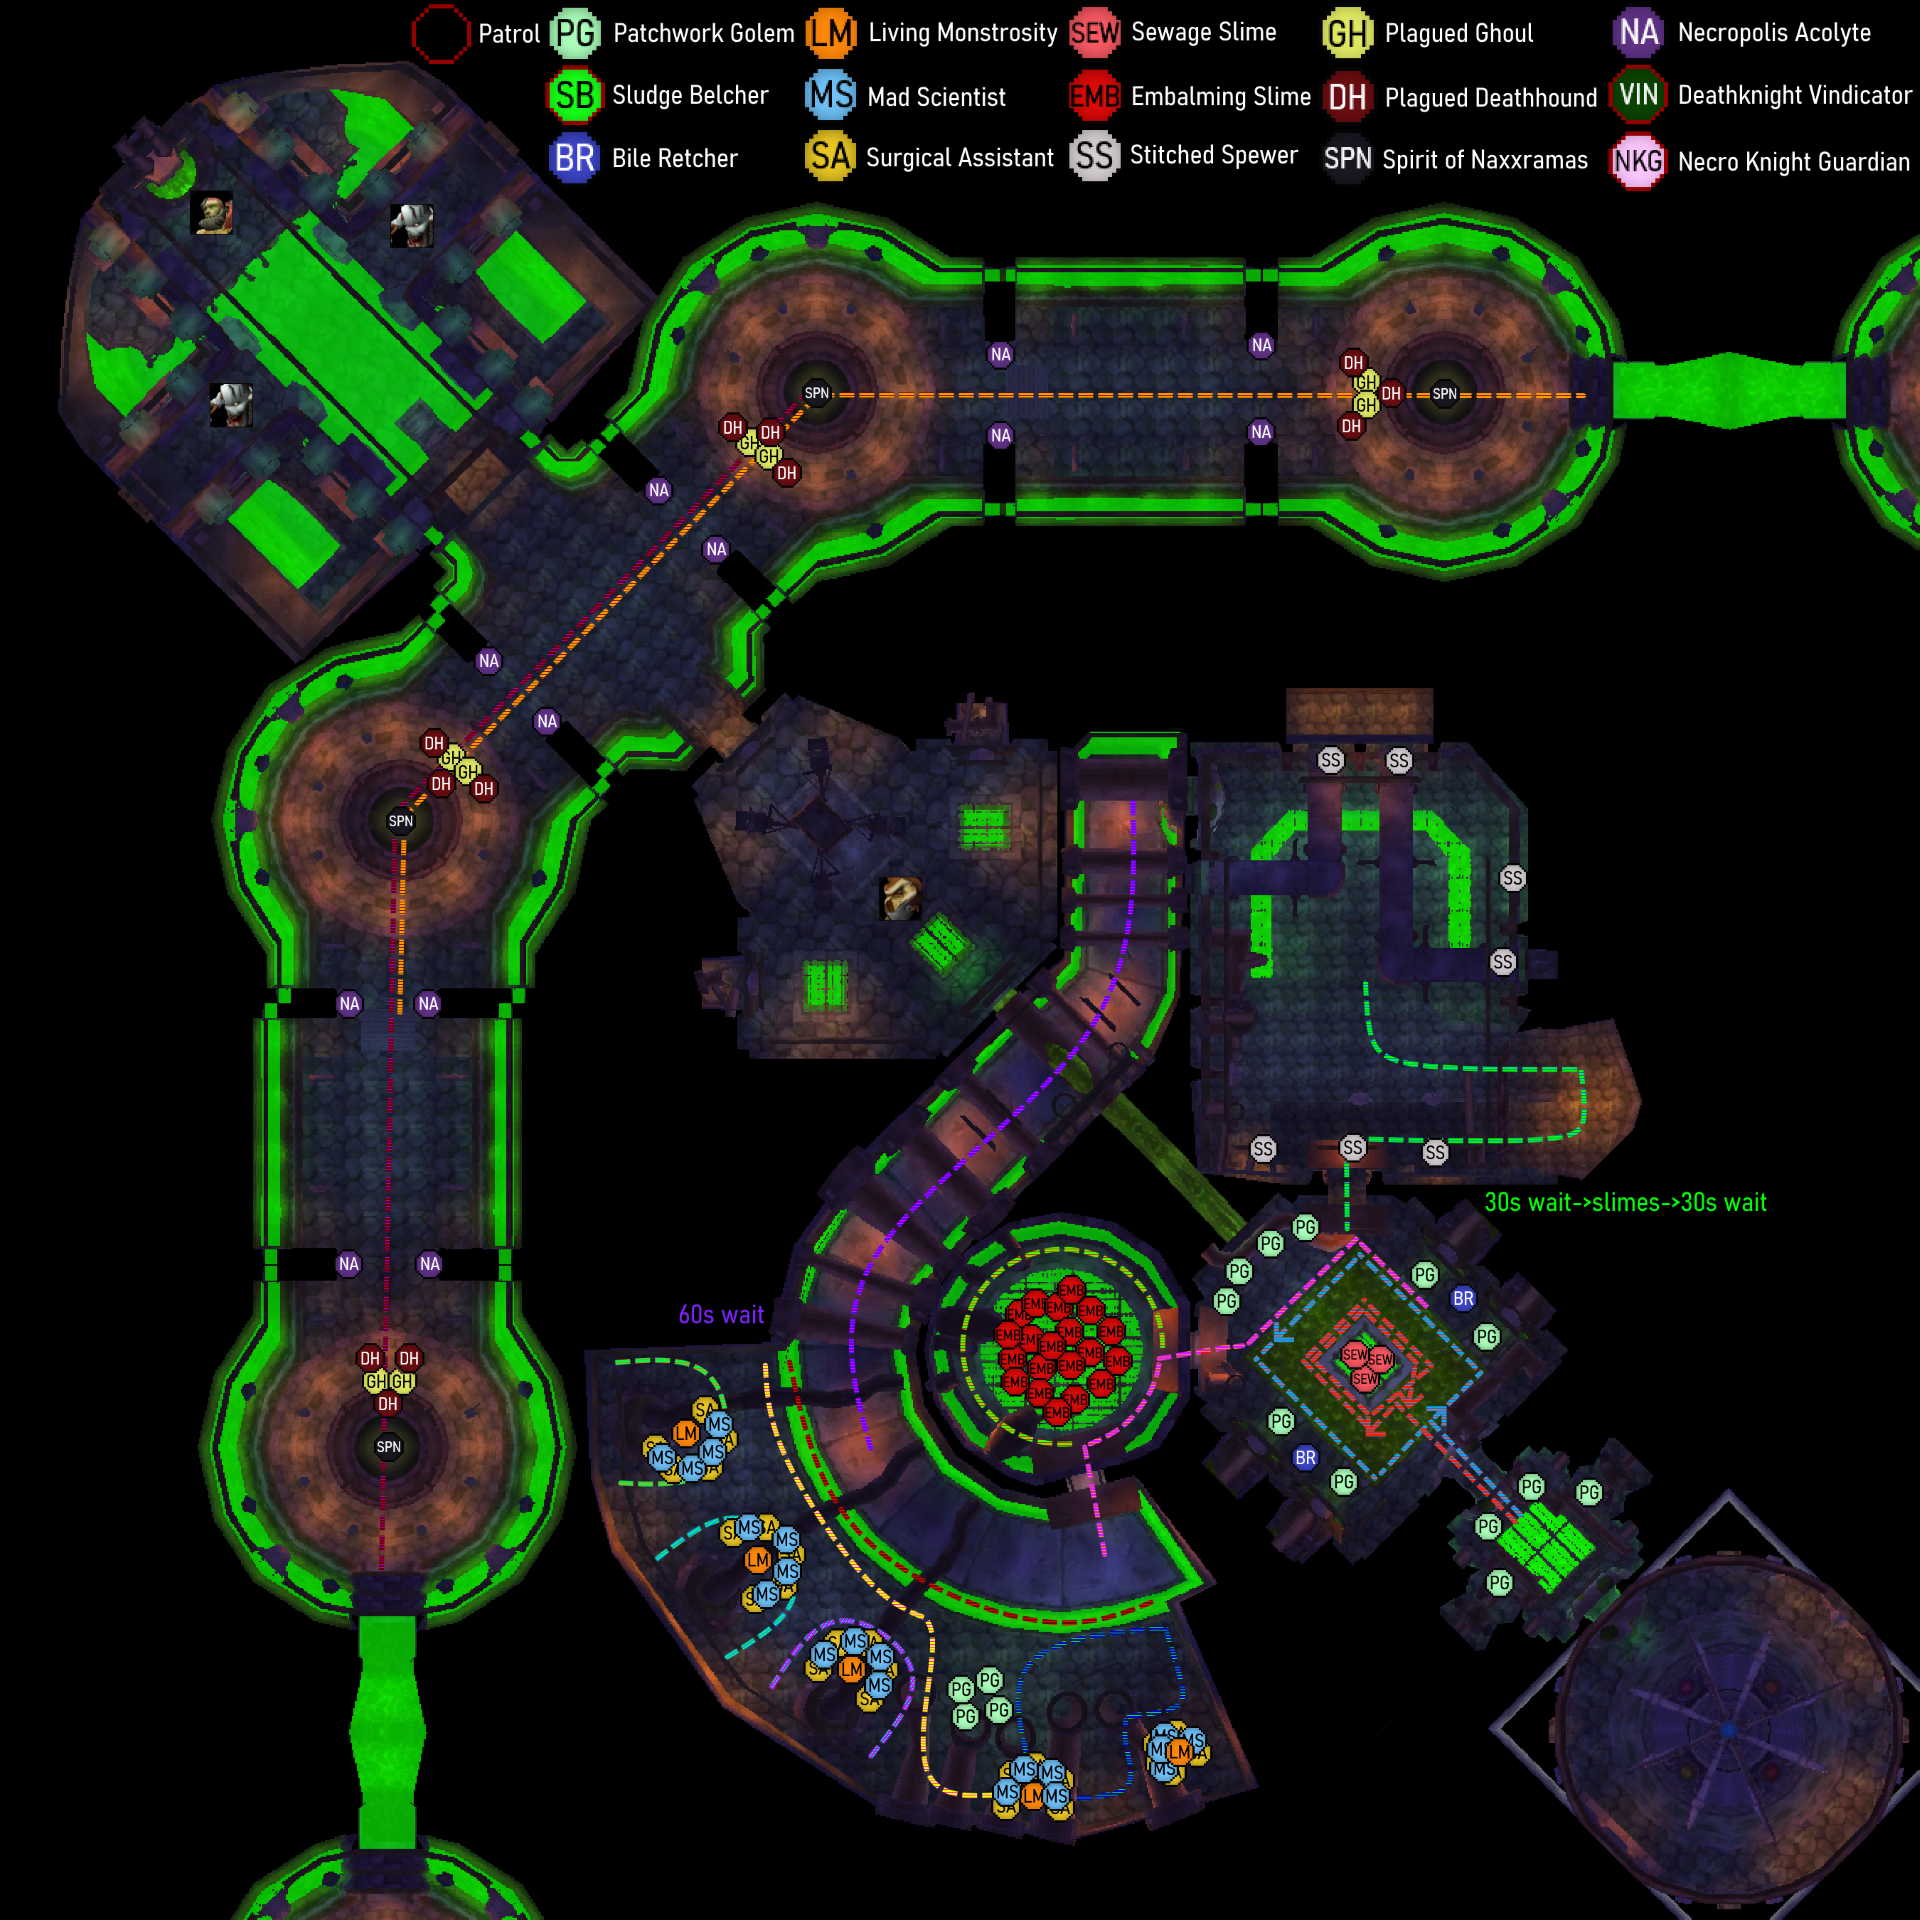 Patrol PG Patchwork Golem LM Living Monstrosity SEW Sewage Slime GH Plagued Ghoul NA Necropolis Acolyte
SB Sludge Belcher MS Mad Scientist EMB Embalming Slime DH Plagued Deathhound VIN Deathknight Vindicator
BR Bile Retcher SA Surgical Assistant SS Stitched Spewer SPN Spirit of Naxxramas NKG Necro Knight Guardian
NA NA
NA NA
DH
GH
SPN DH SPN
GH
DH
DH DH
GH
GH
DH
NA
NA
NA
NA
DH
GH
GH
DH DH
SPN
SS SS
SS
SS
NA NA
SS SS SS
30s wait->slimes->30s wait
PG
PG
PG
PG
NA NA
PG
BR
PG
60s wait
EMB
EMB
EMB EMB EMB
EMB EMB EMB EMB
EMB EMB
EMB EMB EMB EMB
EMB EMB
EMB EMB
EMB
SEW SEW
SEW
DH DH
GH GH
DH
SPN
PG
BR
PG
SA
MS
LM
MS
MS
MS
PG
PG
PG
PG
MS
MS
LM
MS
MS
MS
MS
MS
LM
MS
SA
SA
PG PG
PG PG
MS
MS
LM
MS
MS MS
MS LM MS